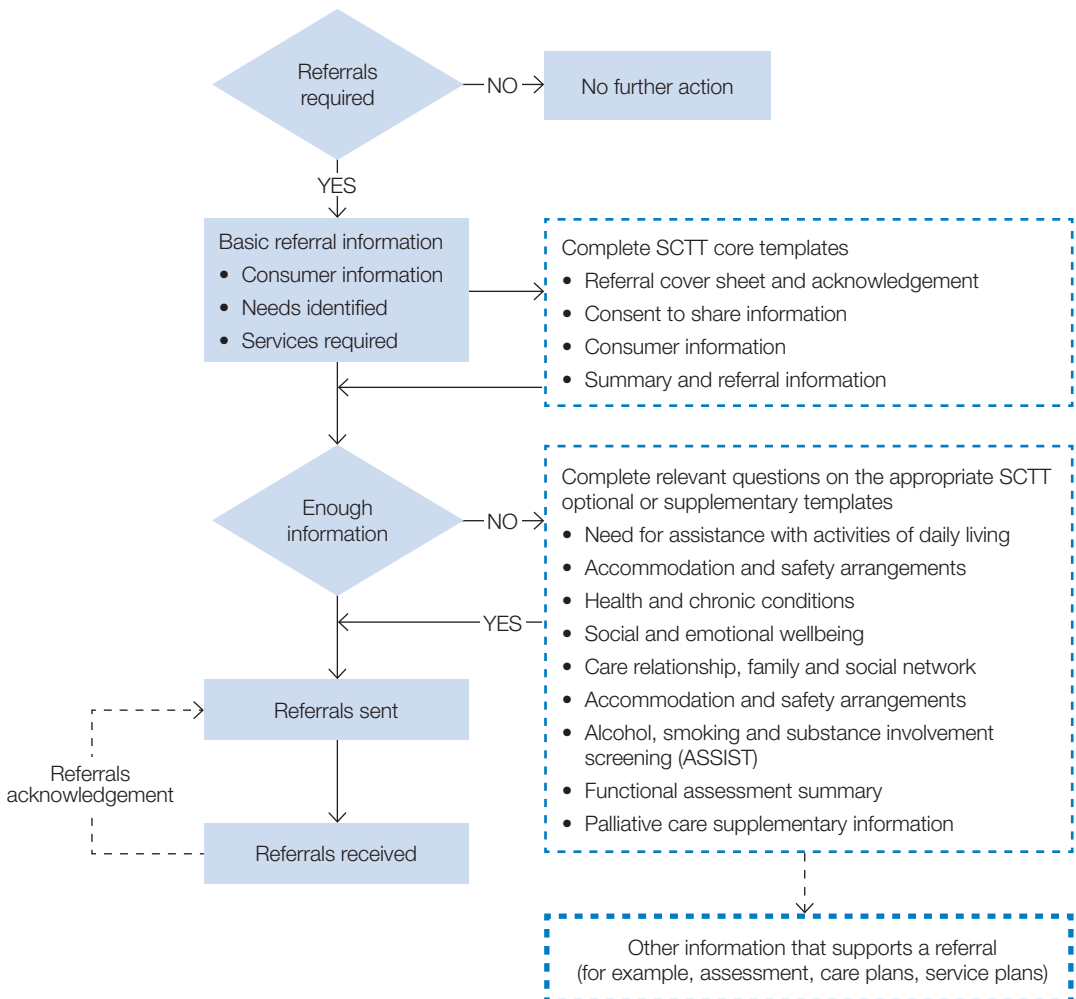 Referrals
required
NO
No further action
YES
Basic referral information
• Consumer information
• Needs identified
• Services required
Complete SCTT core templates
• Referral cover sheet and acknowledgement
• Consent to share information
• Consumer information
• Summary and referral information
Enough
information
NO
Complete relevant questions on the appropriate SCTT
optional or supplementary templates
• Need for assistance with activities of daily living
• Accommodation and safety arrangements
• Health and chronic conditions
• Social and emotional wellbeing
• Care relationship, family and social network
• Accommodation and safety arrangements
• Alcohol, smoking and substance involvement
screening (ASSIST)
• Functional assessment summary
• Palliative care supplementary information
YES
Referrals sent
Referrals
acknowledgement
Referrals received
Other information that supports a referral
(for example, assessment, care plans, service plans)